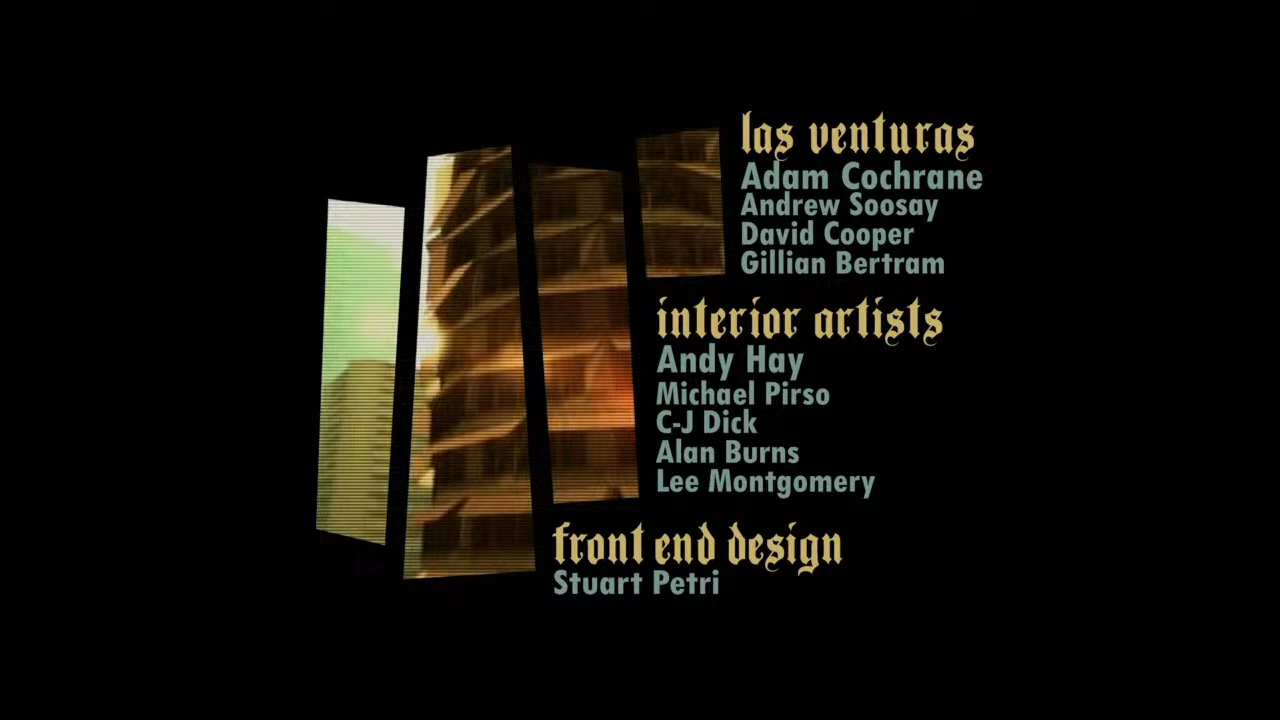 las venturas
Adam Cochrane
Andrew Soosay
David Cooper
Gillian Bertram
interior artists
Andy Hay
Michael Pirso
C-J Dick
Alan Burns
Lee Montgomery
front end design
Stuart Petri